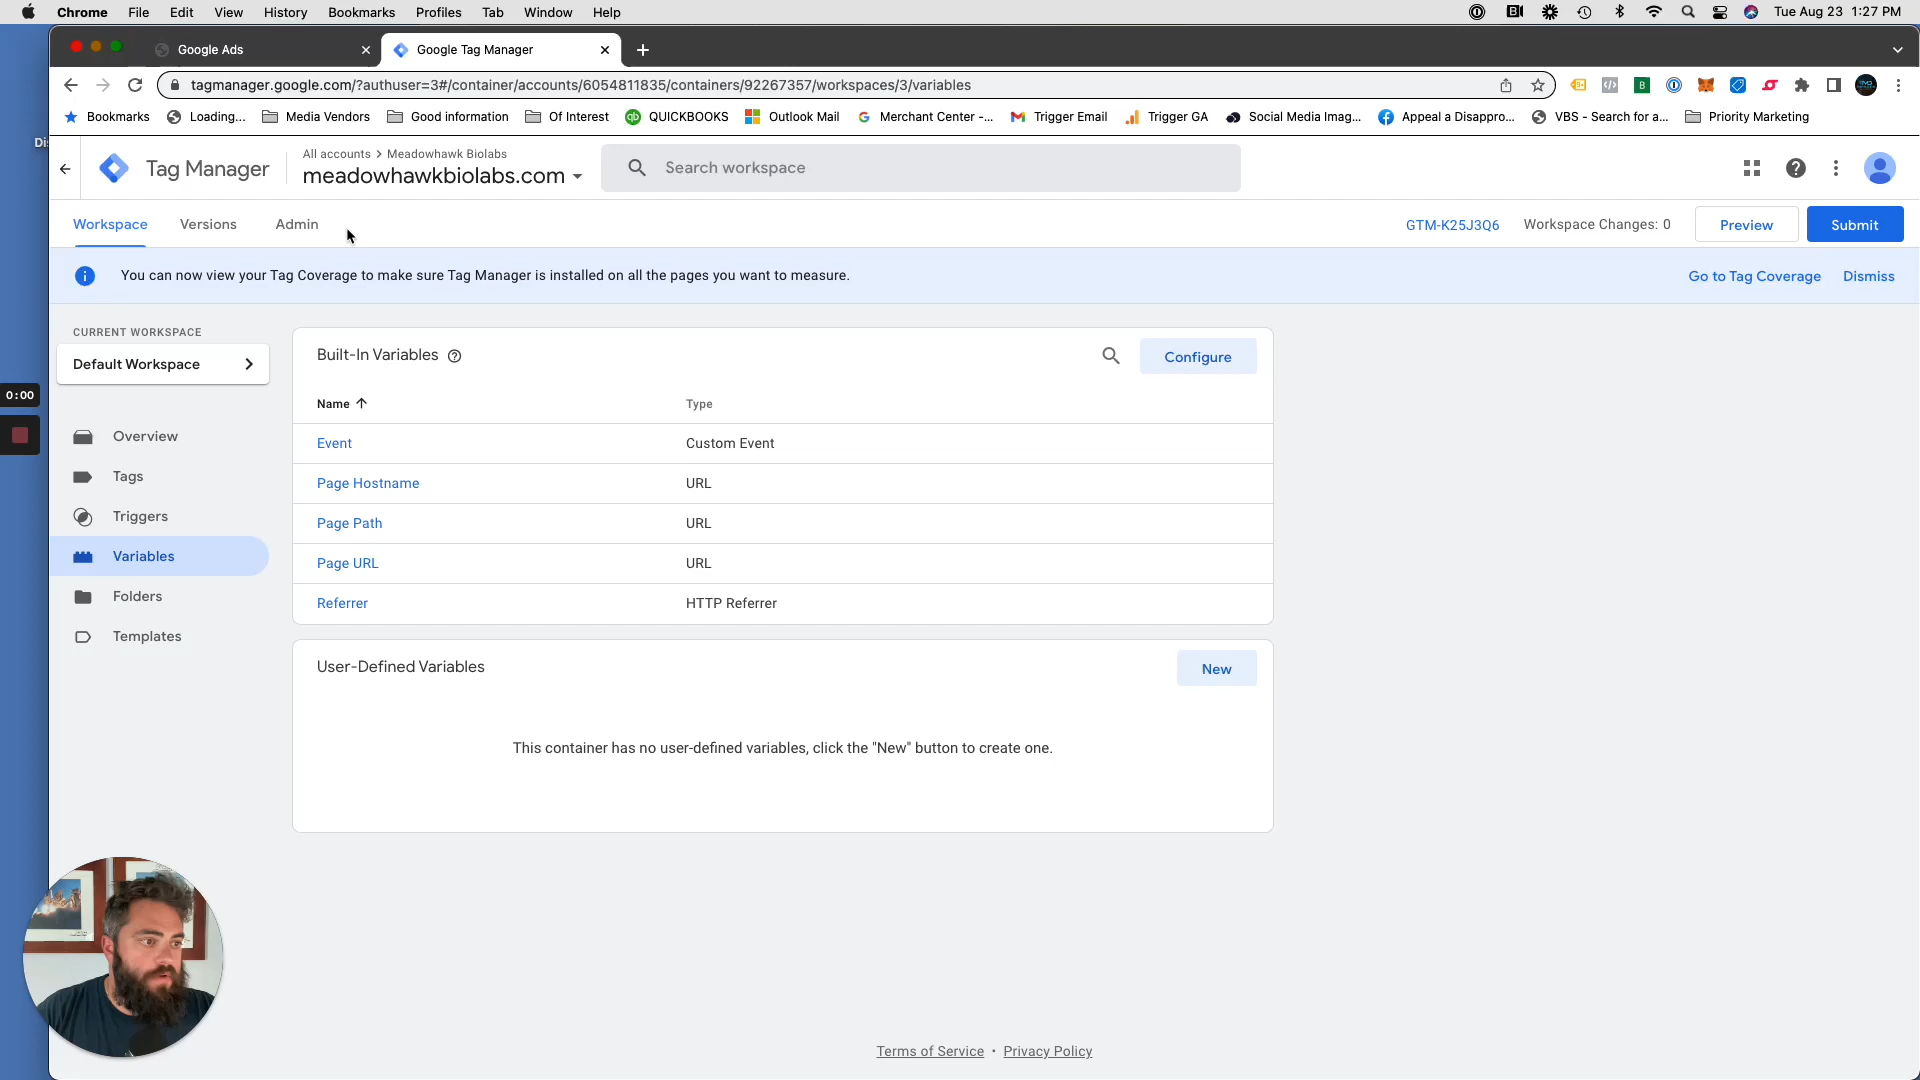 Chrome File Edit View History Bookmarks Profiles Tab Window Help
Tue Aug 23 1:27 PM
Google Ads
Google Tag Manager
tagmanager.google.com/?authuser=3#/container/accounts/6054811835/containers/92267357/workspaces/3/variables
Bookmarks Loading... Media Vendors Good information Of Interest QUICKBOOKS Outlook Mail Merchant Center -... Trigger Email Trigger GA Social Media Imag... Appeal a Disappro... VBS - Search for a... Priority Marketing
Di
Tag Manager
All accounts > Meadowhawk Biolabs
meadowhawkbiolabs.com
Search workspace
Workspace Versions Admin
GTM-K25J3Q6 Workspace Changes: 0 Preview Submit
You can now view your Tag Coverage to make sure Tag Manager is installed on all the pages you want to measure.
Go to Tag Coverage Dismiss
CURRENT WORKSPACE
Default Workspace
0:00
Overview
Tags
Triggers
Variables
Folders
Templates
Built-In Variables
Configure
Name Type
Event Custom Event
Page Hostname URL
Page Path URL
Page URL URL
Referrer HTTP Referrer
User-Defined Variables
New
This container has no user-defined variables, click the "New" button to create one.
Terms of Service · Privacy Policy